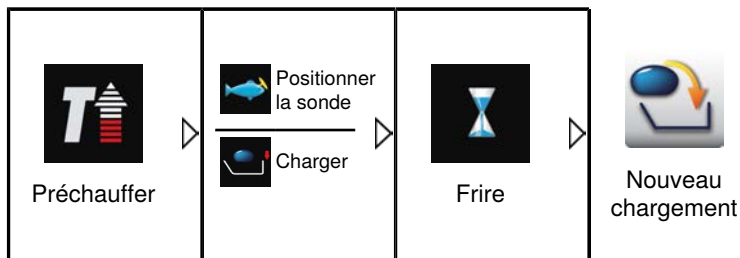 Préchauffer
Positionner
la sonde
Charger
Frire
Nouveau
chargement